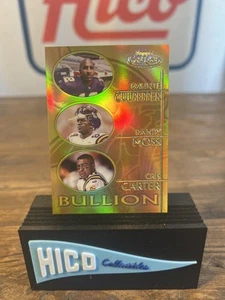 Hico
DAUNTE
CULPEPPER
RANDY
MOSS
CRIS
CARTER
BULLION
HICO
Collectibles